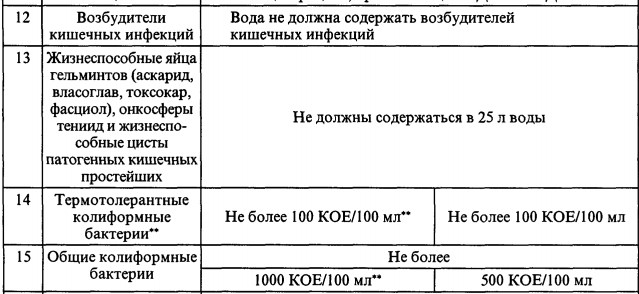 12 Возбудители Вода не должна содержать возбудителей
кишечных инфекций кишечных инфекций
13 Жизнеспособные яйца
гельминтов (аскарид,
власоглав, токсокар,
фасциол), онкосферы
тениид и жизнеспо-
собные цисты
патогенных кишечных
простейших
Не должны содержаться в 25 л воды
14 Термотолерантные
колиформные
бактерии**
Не более 100 КОЕ/100 мл** Не более 100 КОЕ/100 мл
15 Общие колиформные
бактерии
Не более
1000 КОЕ/100 мл** 500 КОЕ/100 мл